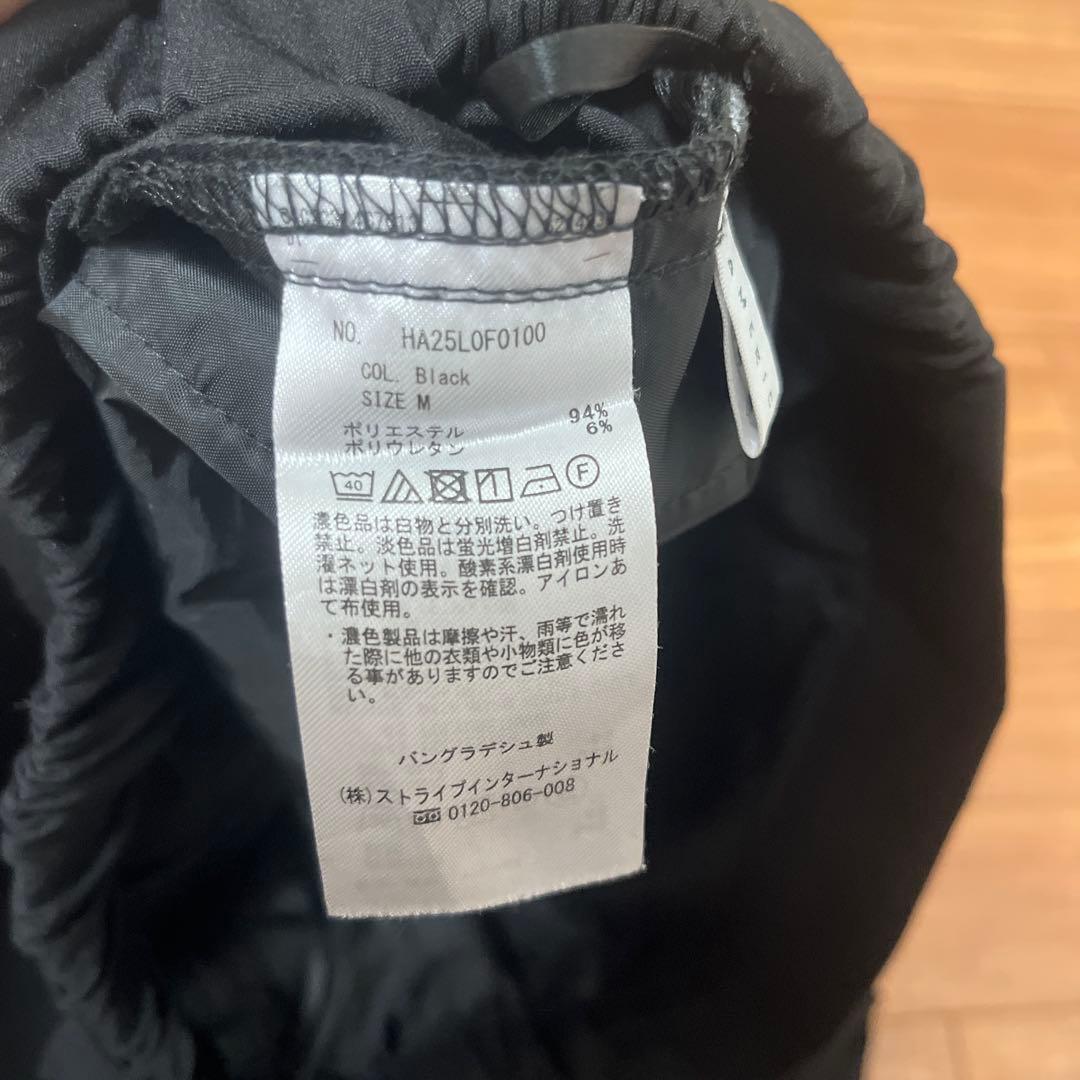 NO. HA25L0F0100
COL. Black
SIZE M
ポリエステル 94%
ポリウレタン 6%
40
F
濃色品は白物と分別洗い。つけ置き
禁止。淡色品は蛍光増白剤禁止。洗
濯ネット使用。酸素系漂白剤使用時
は漂白剤の表示を確認。アイロンあ
て布使用。
・濃色製品は摩擦や汗、雨等で濡れ
た際に他の衣類や小物類に色が移
る事がありますのでご注意くださ
い。
バングラデシュ製
(株)ストライプインターナショナル
0120-806-008
AMERIC